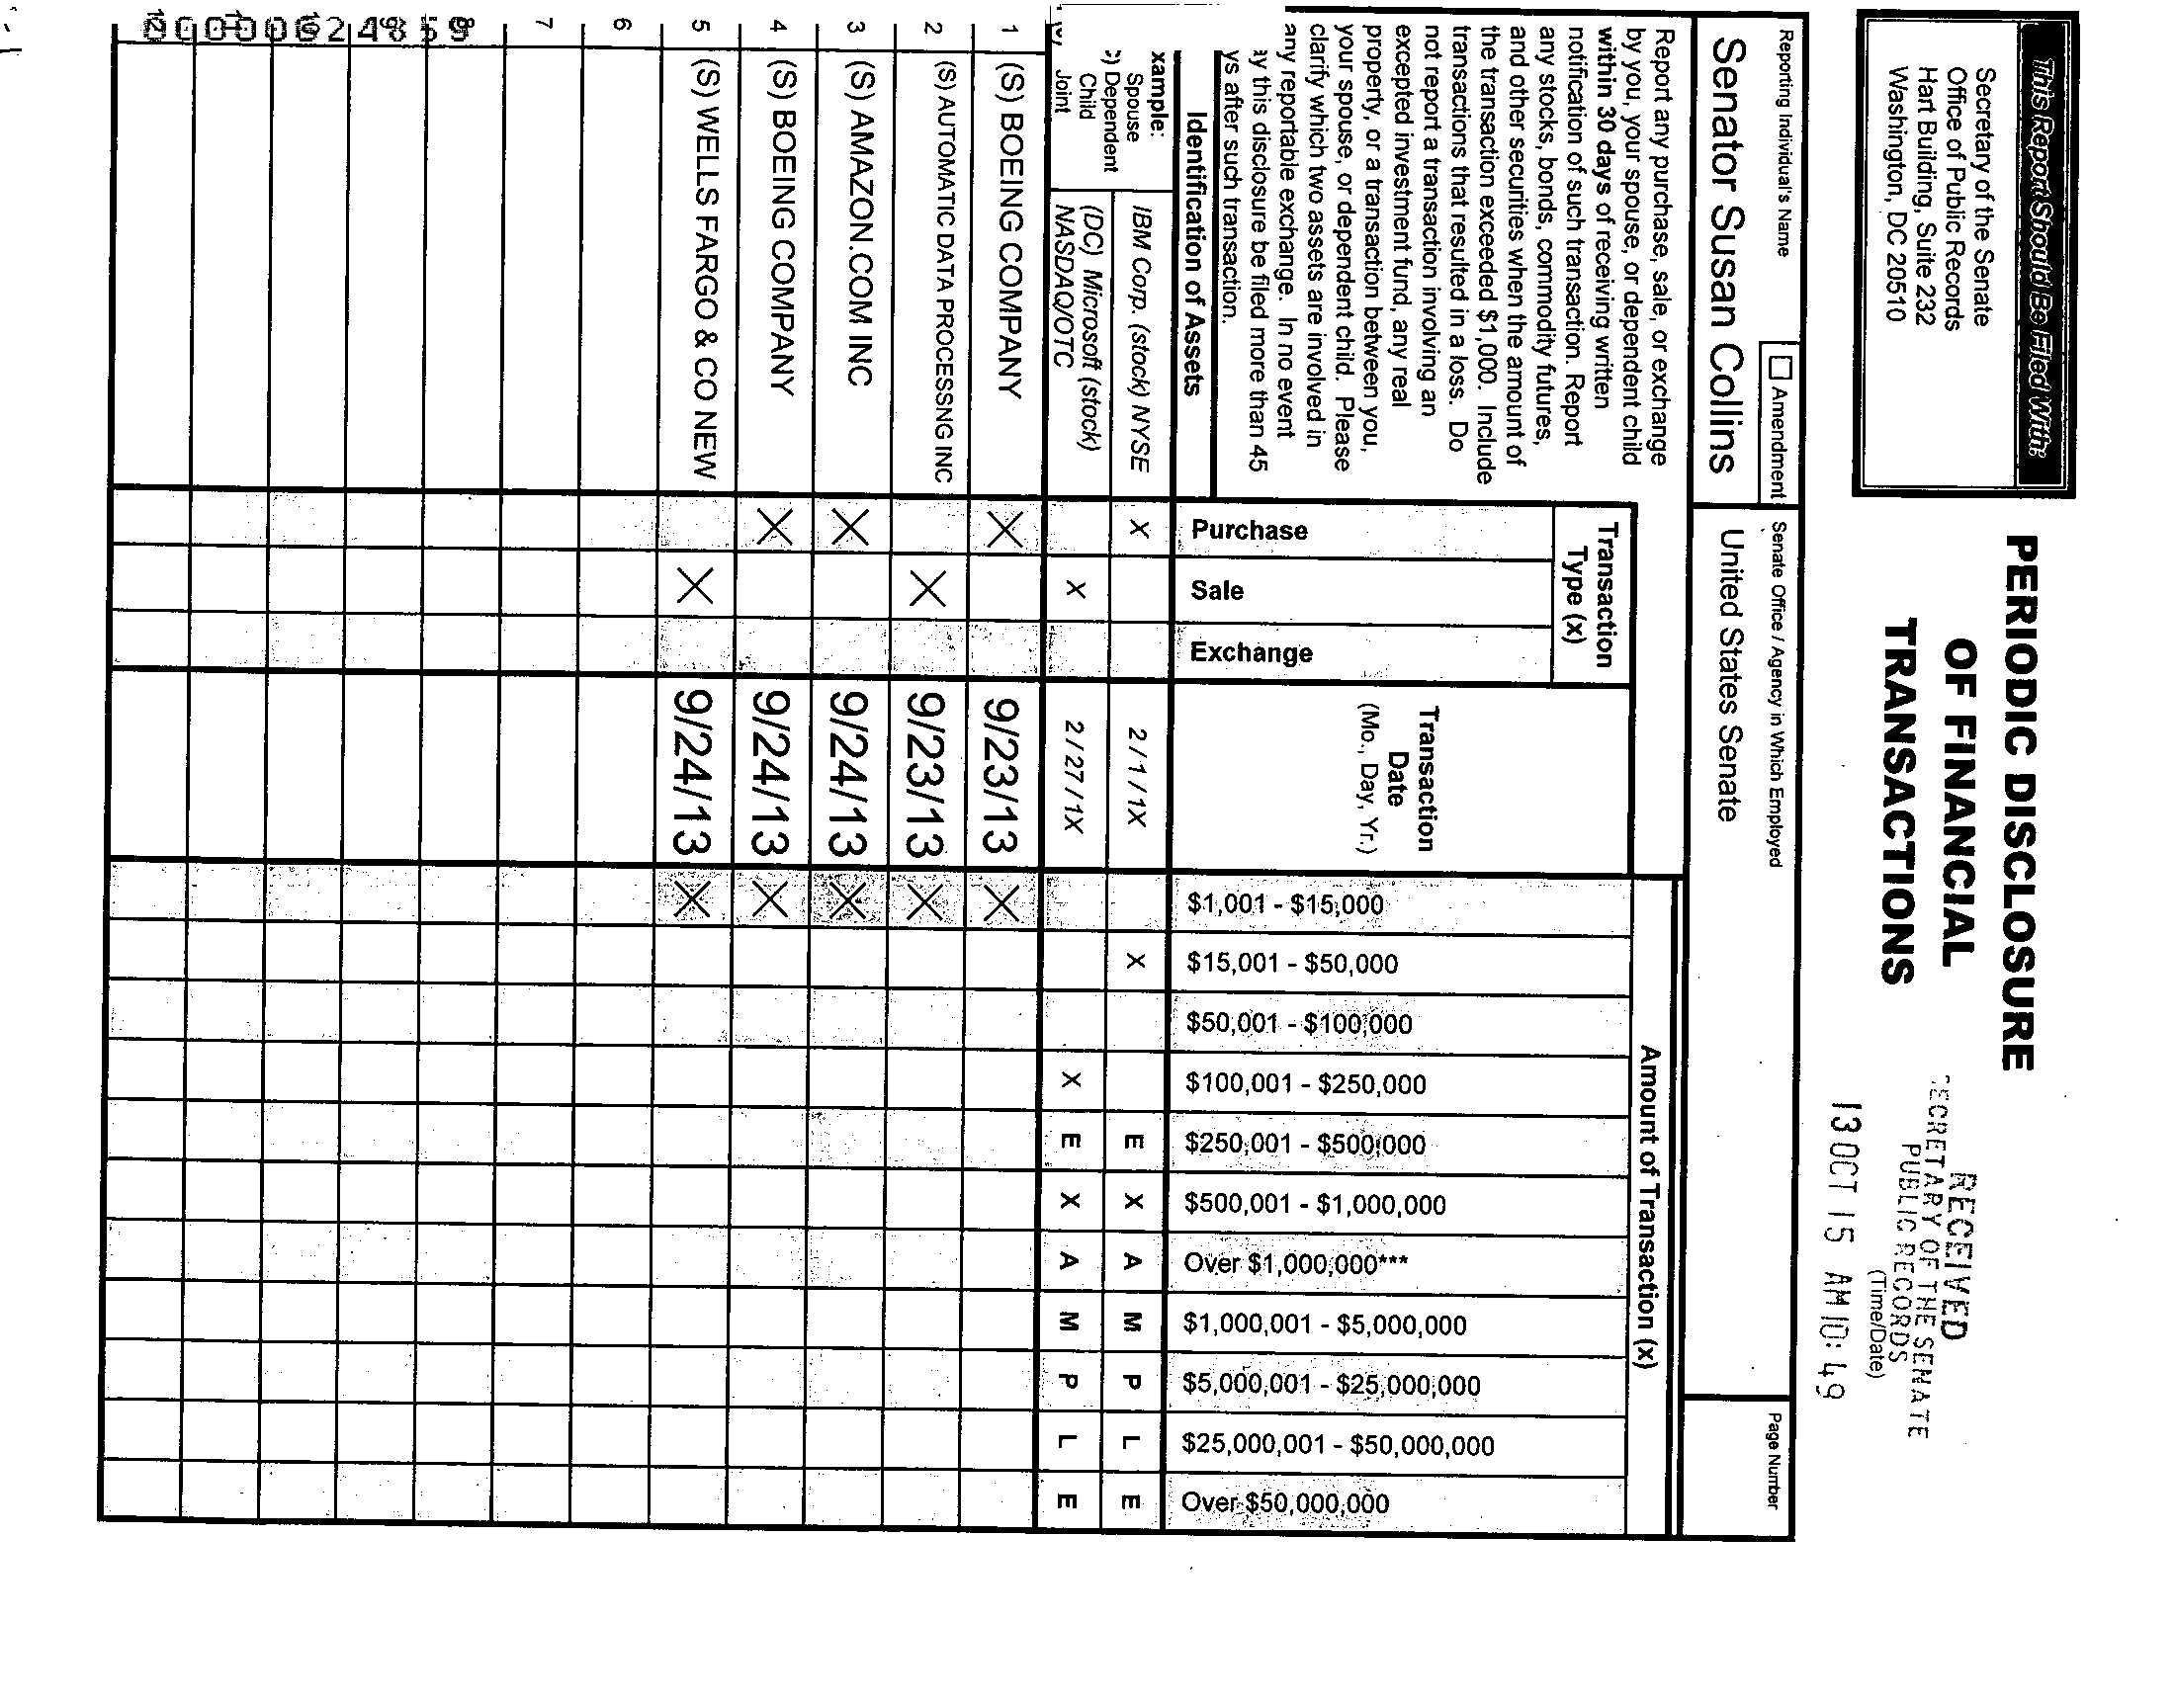 This Report Should Be Filed With:
Secretary of the Senate
Office of Public Records
Hart Building, Suite 232
Washington, DC 20510
PERIODIC DISCLOSURE
OF FINANCIAL
TRANSACTIONS
RECEIVED
ECRETARY OF THE SENATE
PUBLIC RECORDS
(Time/Date)
13 OCT 15 AM 10:49
Reporting Individual's Name
Amendment
Senate Office / Agency in Which Employed
Page Number
Senator Susan Collins
United States Senate
Report any purchase, sale, or exchange
by you, your spouse, or dependent child
within 30 days of receiving written
notification of such transaction. Report
any stocks, bonds, commodity futures,
and other securities when the amount of
the transaction exceeded $1,000. Include
transactions that resulted in a loss. Do
not report a transaction involving an
excepted investment fund, any real
property, or a transaction between you,
your spouse, or dependent child. Please
clarify which two assets are involved in
any reportable exchange. In no event
ay this disclosure be filed more than 45
ys after such transaction.
Identification of Assets
Transaction
Type (x)
Purchase
Sale
Exchange
Transaction
Date
(Mo., Day, Yr.)
Amount of Transaction (x)
$1,001 - $15,000
$15,001 - $50,000
$50,001 - $100,000
$100,001 - $250,000
$250,001 - $500,000
$500,001 - $1,000,000
Over $1,000,000***
$1,000,001 - $5,000,000
$5,000,001 - $25,000,000
$25,000,001 - $50,000,000
Over $50,000,000
xample:
Spouse
) Dependent
Child
Joint
IBM Corp. (stock) NYSE X 2 / 1 / 1X X E X A M P L E
(DC) Microsoft (stock)
NASDAQ/OTC X 2 / 27 / 1X X E X A M P L E
1 (S) BOEING COMPANY X 9/23/13 X
2 (S) AUTOMATIC DATA PROCESSNG INC X 9/23/13 X
3 (S) AMAZON.COM INC X 9/24/13 X
4 (S) BOEING COMPANY X 9/24/13 X
5 (S) WELLS FARGO & CO NEW X 9/24/13 X
6
7